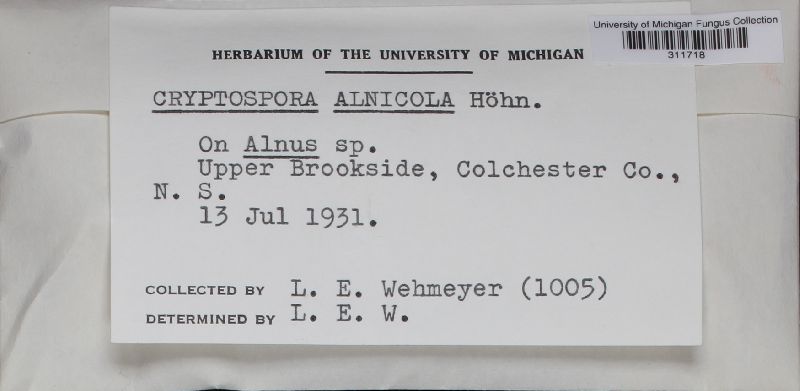 University of Michigan Fungus Collection
311718
HERBARIUM OF THE UNIVERSITY OF MICHIGAN
CRYPTOSPORA ALNICOLA Höhn.
On Alnus sp.
Upper Brookside, Colchester Co.,
N. S.
13 Jul 1931.
COLLECTED BY L. E. Wehmeyer (1005)
DETERMINED BY L. E. W.